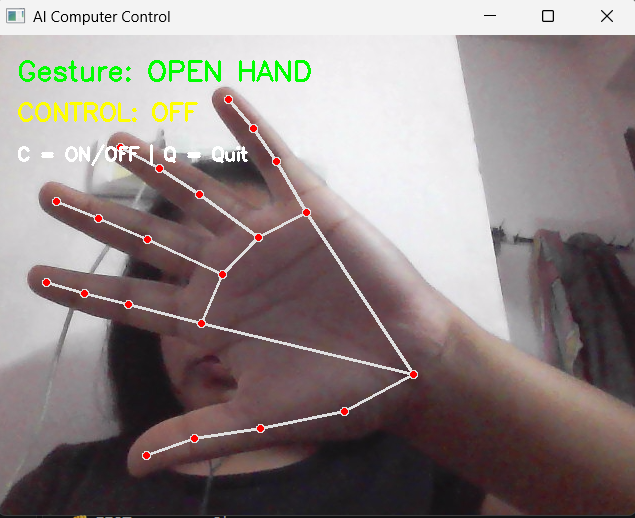 AI Computer Control
Gesture: OPEN HAND
CONTROL: OFF
C = ON/OFF | Q = Quit